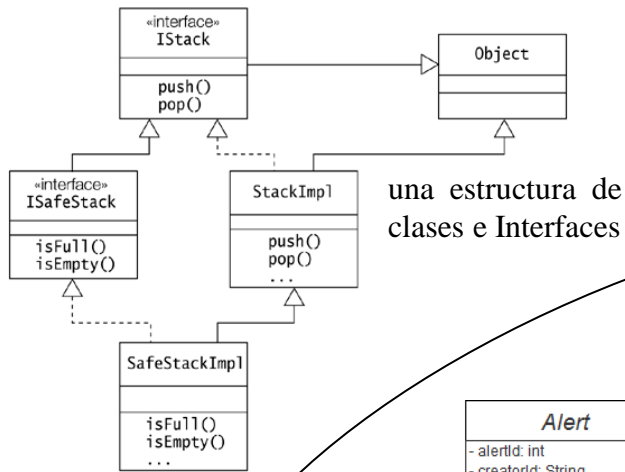 «interface»
IStack
push()
pop()
Object
«interface»
ISafeStack
isFull()
isEmpty()
StackImpl
push()
pop()
...
una estructura de
clases e Interfaces
SafeStackImpl
isFull()
isEmpty()
...
Alert
- alertId: int
- creatorId: String